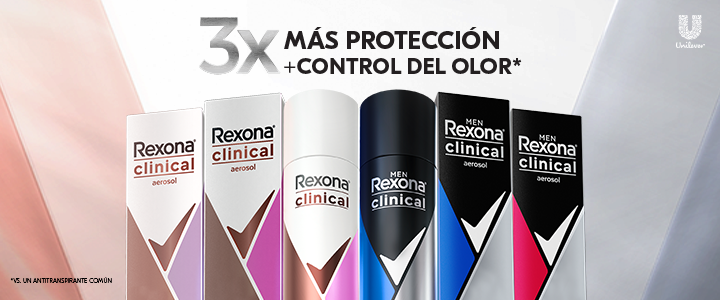 3x MÁS PROTECCIÓN
+CONTROL DEL OLOR*
Unilever
Rexona
clinical
aerosol
Rexona
clinical
aerosol
Rexona
clinical
MEN
Rexona
clinical
MEN
Rexona
clinical
aerosol
MEN
Rexona
clinical
aerosol
*VS. UN ANTITRANSPIRANTE COMÚN